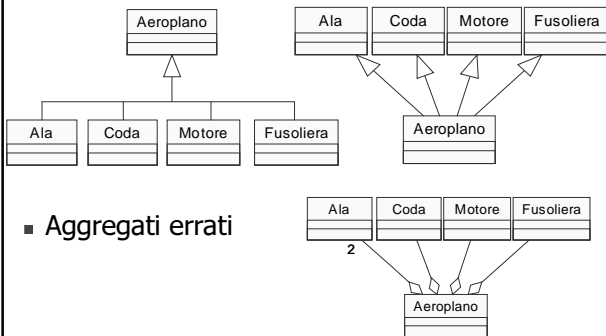 Aeroplano
Ala Coda Motore Fusoliera
Ala Coda Motore Fusoliera
Aeroplano
▪ Aggregati errati
Ala Coda Motore Fusoliera
2
Aeroplano